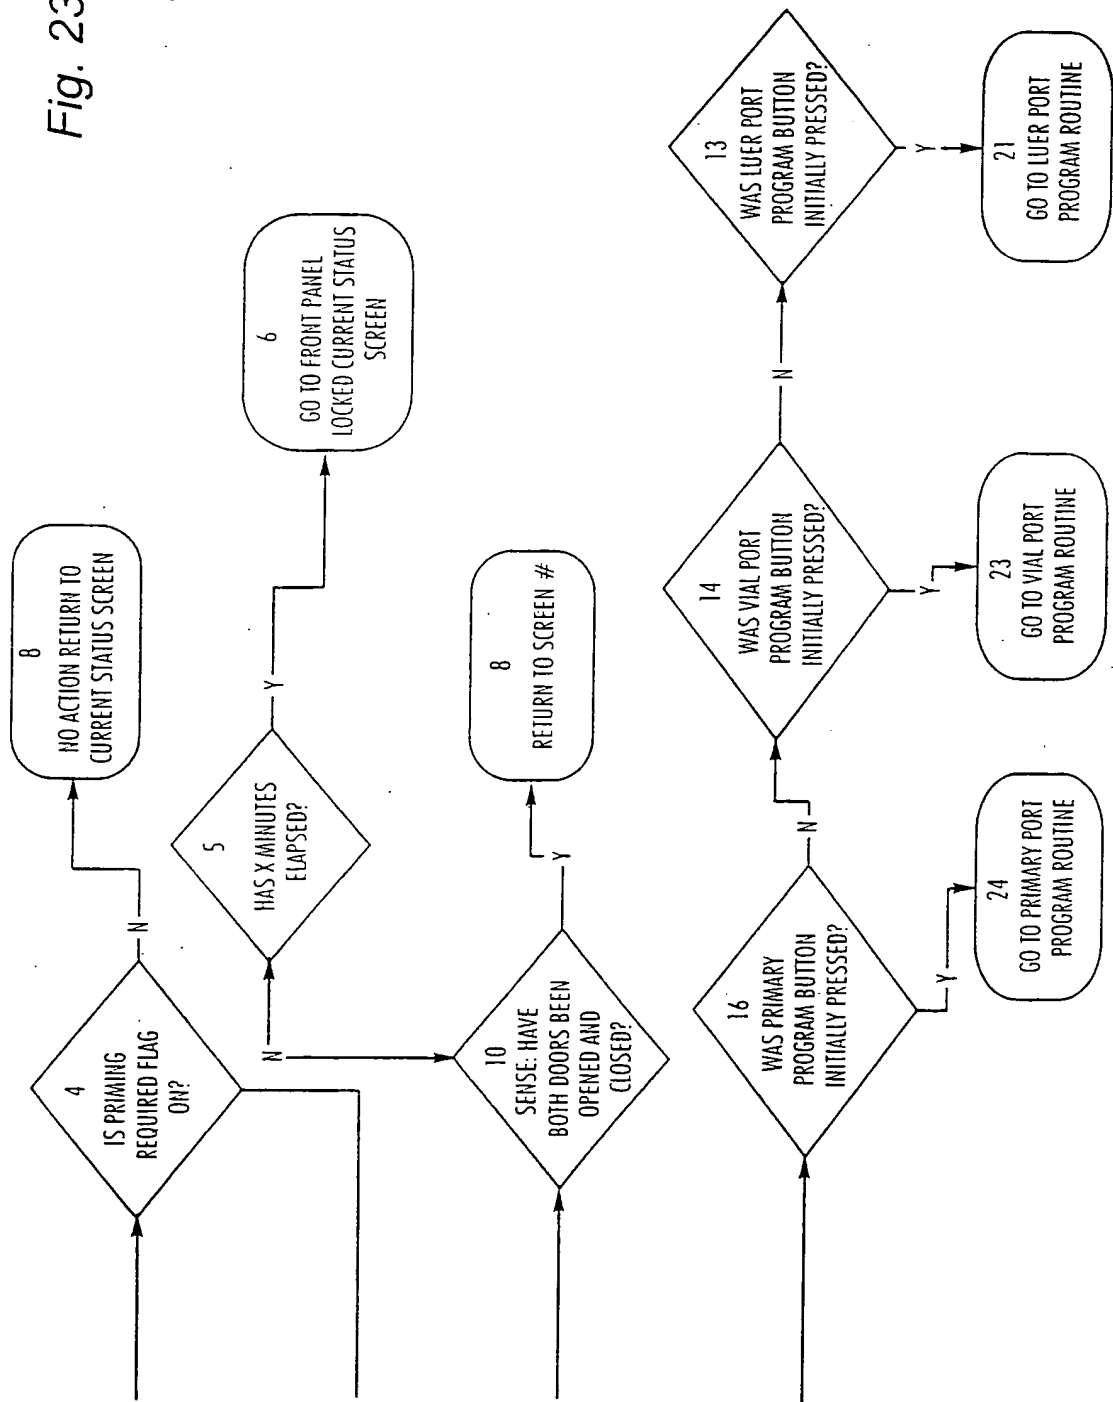 Fig. 23
4
IS PRIMING
REQUIRED FLAG
ON?
N
8
NO ACTION RETURN TO
CURRENT STATUS SCREEN
5
HAS X MINUTES
ELAPSED?
Y
N
6
GO TO FRONT PANEL
LOCKED CURRENT STATUS
SCREEN
10
SENSE: HAVE
BOTH DOORS BEEN
OPENED AND
CLOSED?
Y
8
RETURN TO SCREEN #
16
WAS PRIMARY
PROGRAM BUTTON
INITIALLY PRESSED?
N
Y
24
GO TO PRIMARY PORT
PROGRAM ROUTINE
14
WAS VIAL PORT
PROGRAM BUTTON
INITIALLY PRESSED?
N
Y
23
GO TO VIAL PORT
PROGRAM ROUTINE
13
WAS LUER PORT
PROGRAM BUTTON
INITIALLY PRESSED?
Y
21
GO TO LUER PORT
PROGRAM ROUTINE